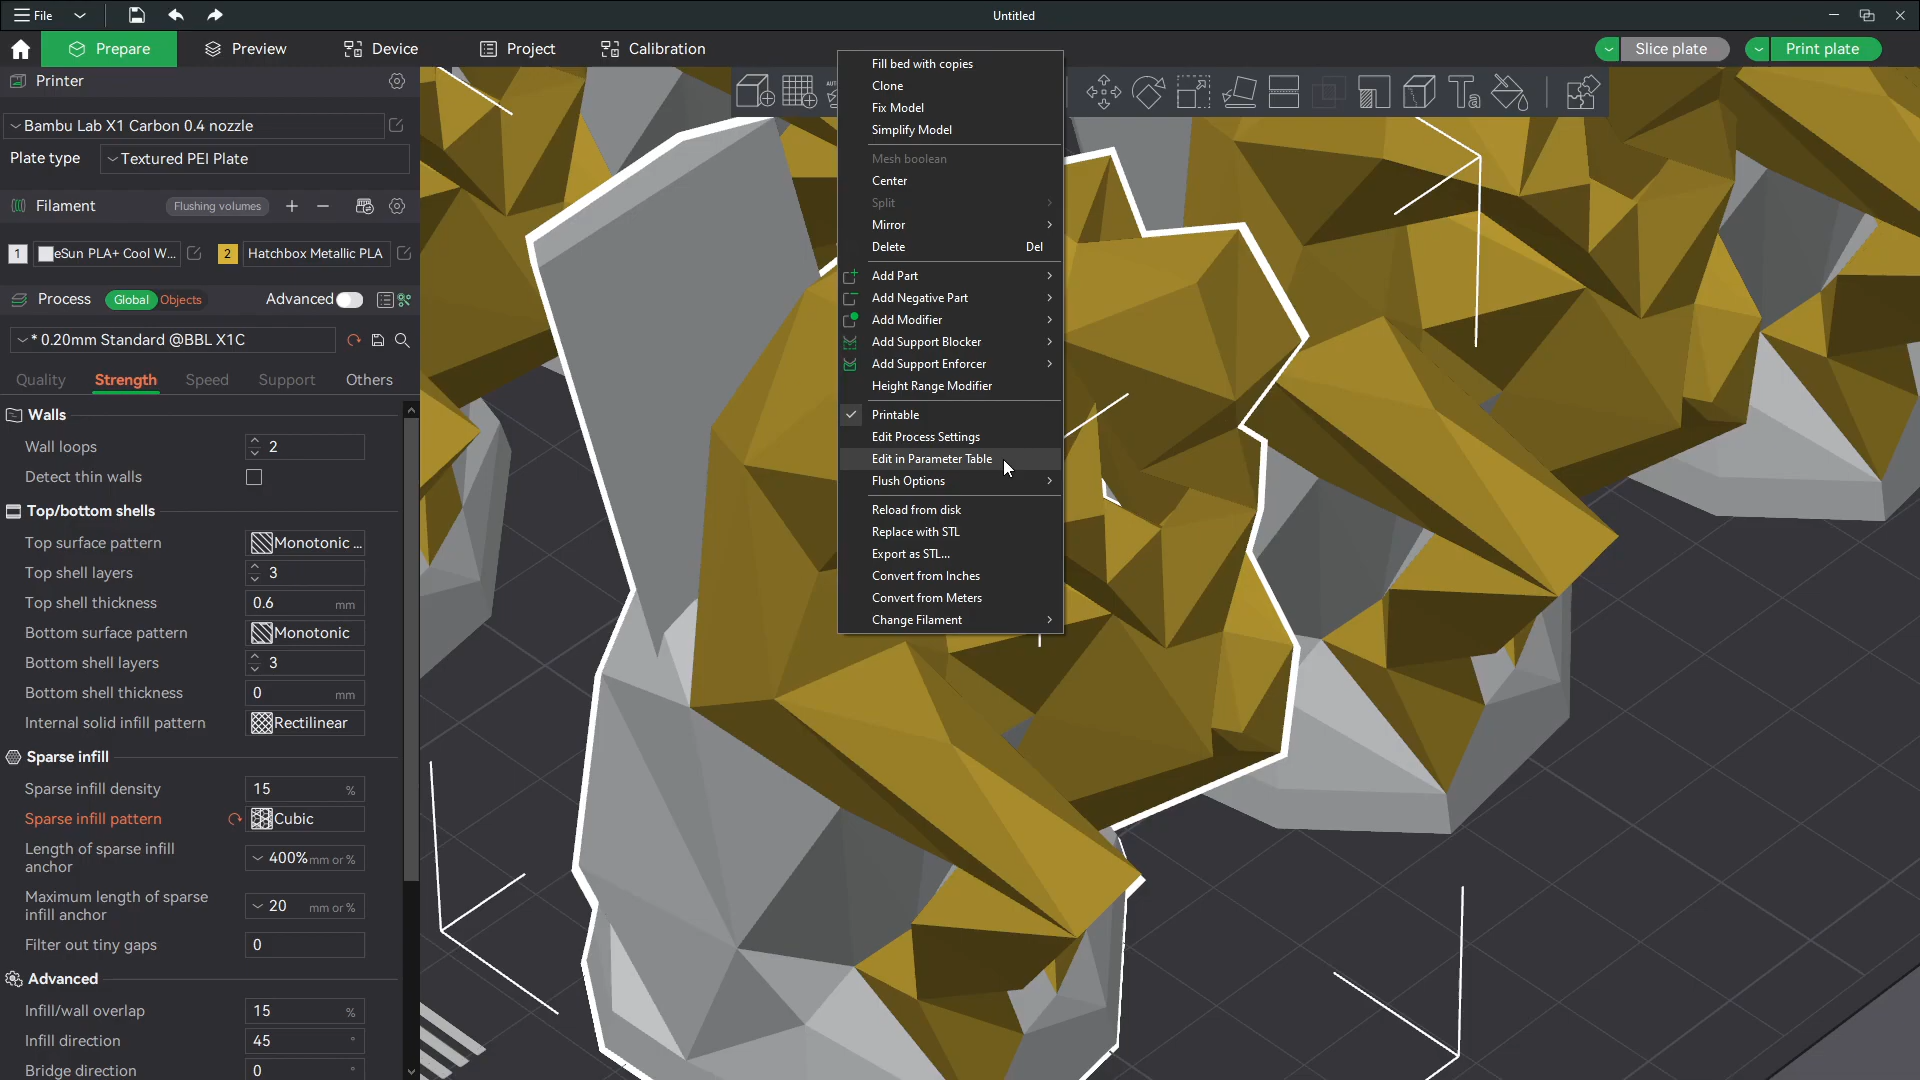 File
Untitled
Prepare
Preview
Device
Project
Calibration
Slice plate
Print plate
Printer
Bambu Lab X1 Carbon 0.4 nozzle
Plate type
Textured PEI Plate
Filament
Flushing volumes
1
eSun PLA+ Cool W...
2
Hatchbox Metallic PLA
Process
Global
Objects
Advanced
* 0.20mm Standard @BBL X1C
Quality
Strength
Speed
Support
Others
Walls
Wall loops
2
Detect thin walls
Top/bottom shells
Top surface pattern
Monotonic ...
Top shell layers
3
Top shell thickness
0.6 mm
Bottom surface pattern
Monotonic
Bottom shell layers
3
Bottom shell thickness
0 mm
Internal solid infill pattern
Rectilinear
Sparse infill
Sparse infill density
15 %
Sparse infill pattern
Cubic
Length of sparse infill
anchor
400% mm or %
Maximum length of sparse
infill anchor
20 mm or %
Filter out tiny gaps
0
Advanced
Infill/wall overlap
15 %
Infill direction
45 °
Bridge direction
0 °
Fill bed with copies
Clone
Fix Model
Simplify Model
Mesh boolean
Center
Split
Mirror
Delete Del
Add Part
Add Negative Part
Add Modifier
Add Support Blocker
Add Support Enforcer
Height Range Modifier
Printable
Edit Process Settings
Edit in Parameter Table
Flush Options
Reload from disk
Replace with STL
Export as STL...
Convert from Inches
Convert from Meters
Change Filament